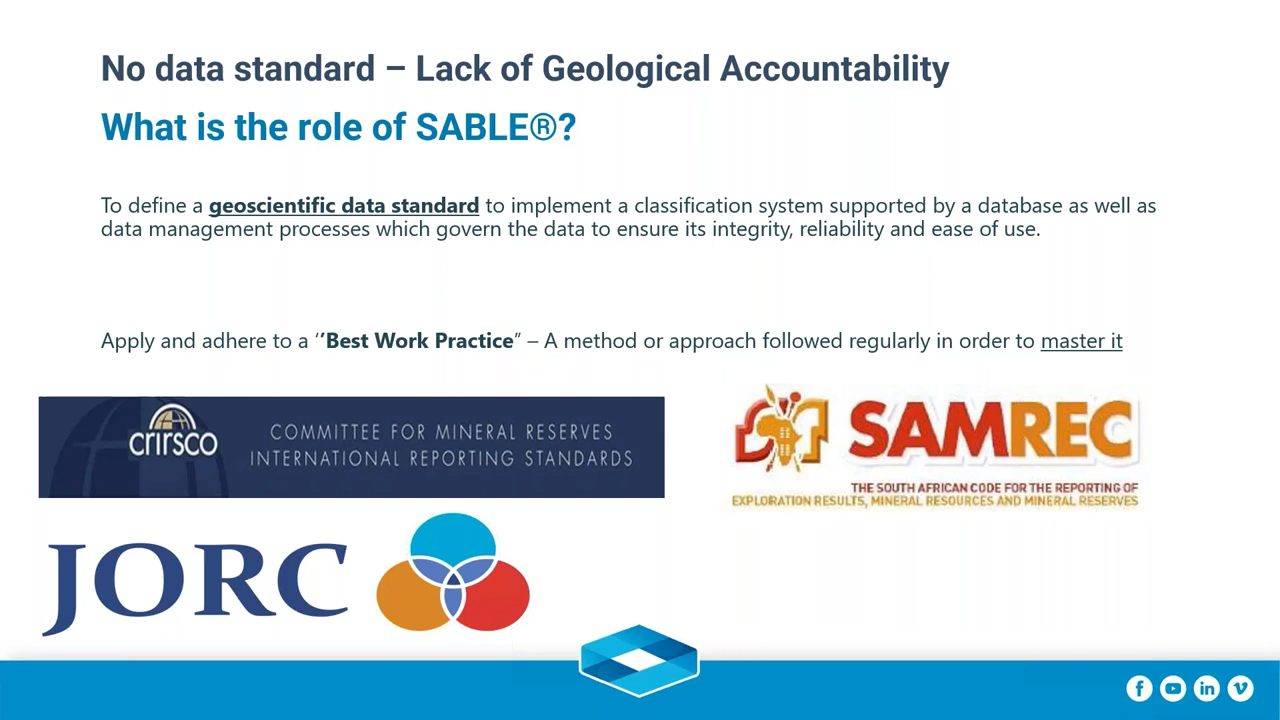 No data standard – Lack of Geological Accountability
What is the role of SABLE®?
To define a geoscientific data standard to implement a classification system supported by a database as well as
data management processes which govern the data to ensure its integrity, reliability and ease of use.
Apply and adhere to a ‘’Best Work Practice” – A method or approach followed regularly in order to master it
crirsco
COMMITTEE FOR MINERAL RESERVES
INTERNATIONAL REPORTING STANDARDS
SAMREC
THE SOUTH AFRICAN CODE FOR THE REPORTING OF
EXPLORATION RESULTS, MINERAL RESOURCES AND MINERAL RESERVES
JORC